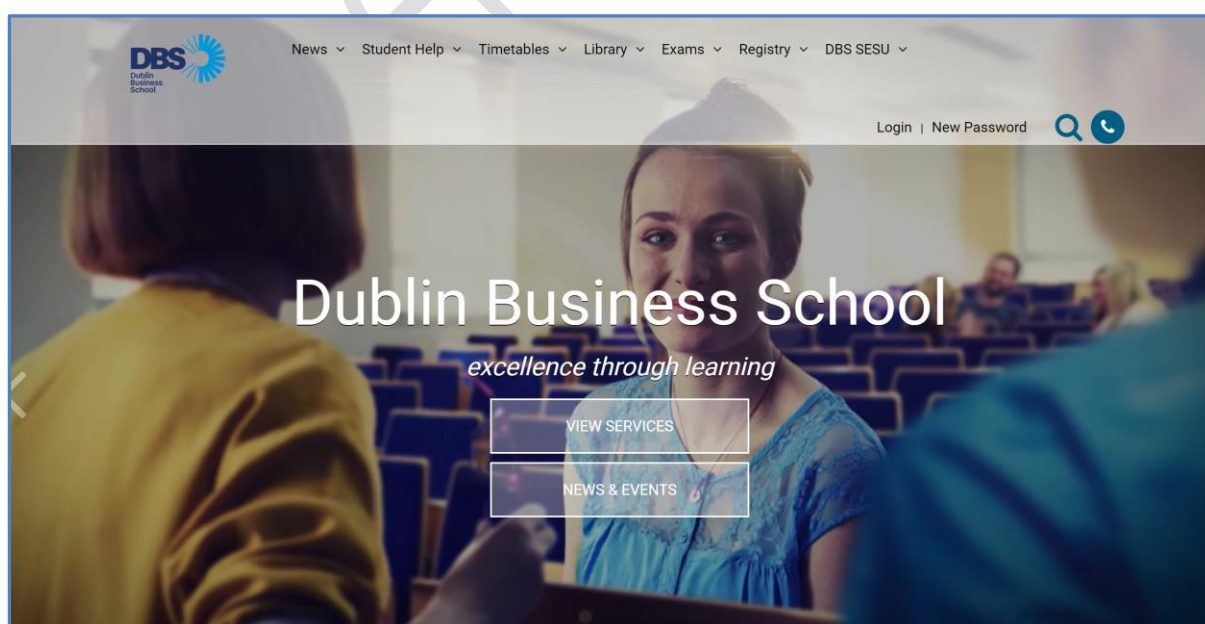 DBS
Dublin
Business
School
News Student Help Timetables Library Exams Registry DBS SESU
Login | New Password
Dublin Business School
excellence through learning
VIEW SERVICES
NEWS & EVENTS